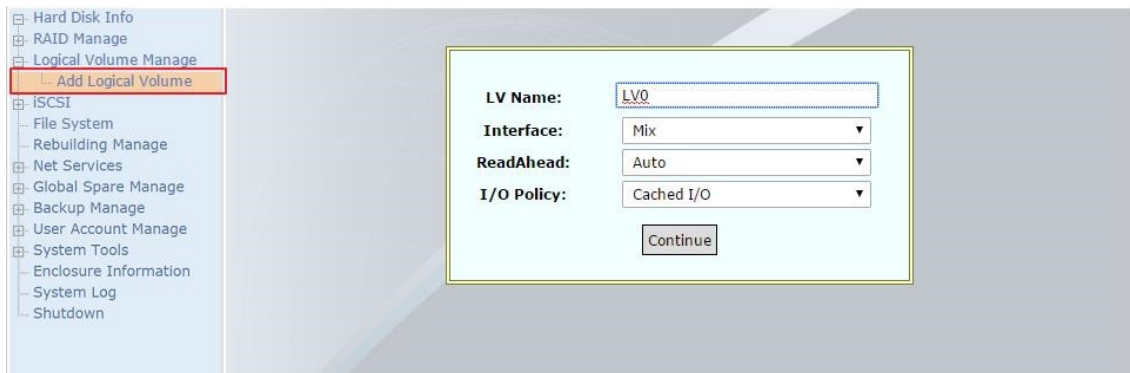 Hard Disk Info
RAID Manage
Logical Volume Manage
Add Logical Volume
iSCSI
File System
Rebuilding Manage
Net Services
Global Spare Manage
Backup Manage
User Account Manage
System Tools
Enclosure Information
System Log
Shutdown
LV Name: LV0
Interface: Mix
ReadAhead: Auto
I/O Policy: Cached I/O
Continue